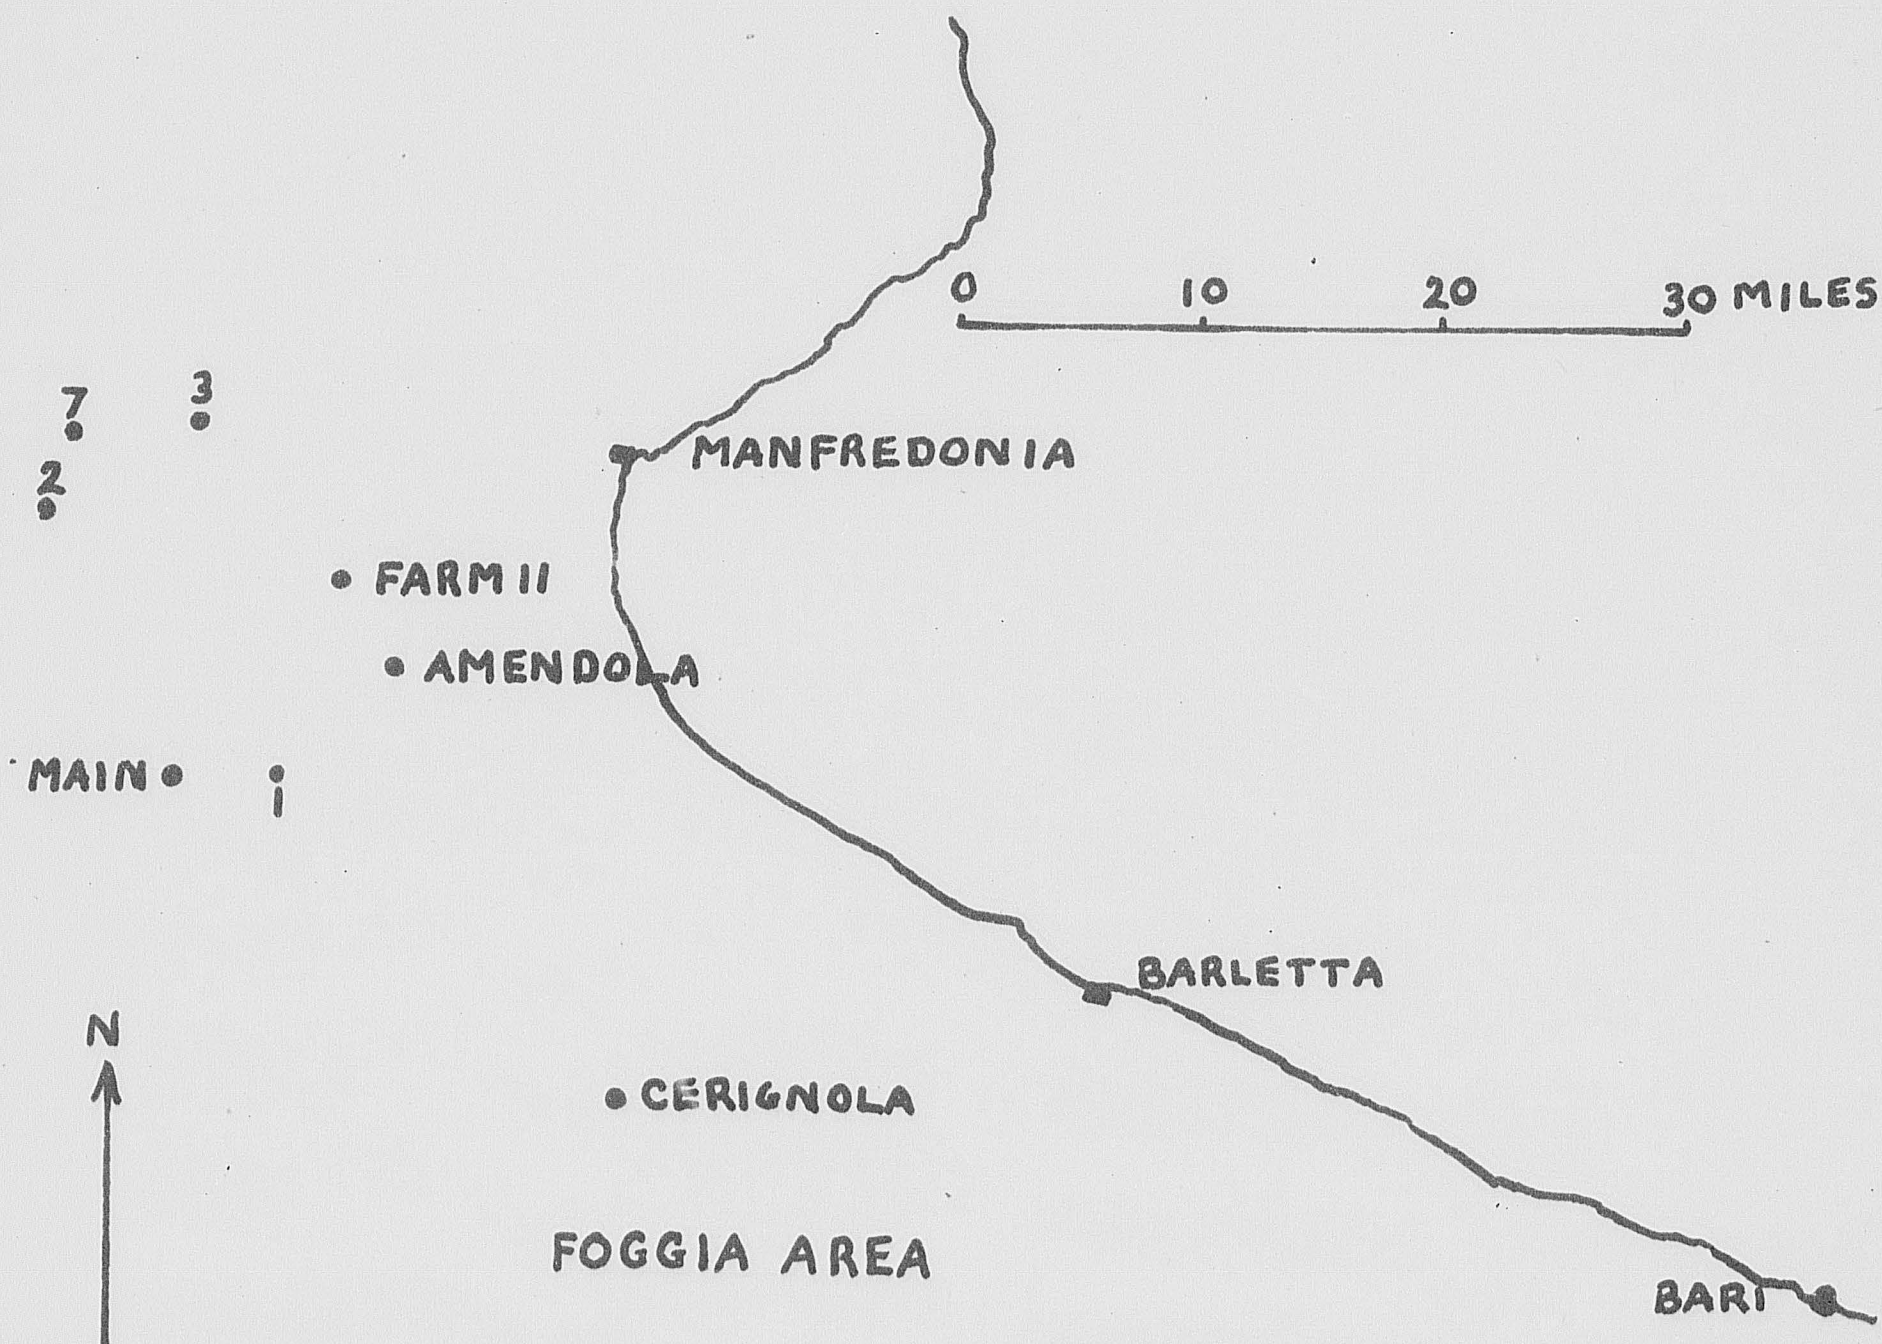 0 10 20 30 MILES
7
3
MANFREDONIA
2
FARM II
AMENDOLA
MAIN
1
BARLETTA
N
CERIGNOLA
FOGGIA AREA
BARI